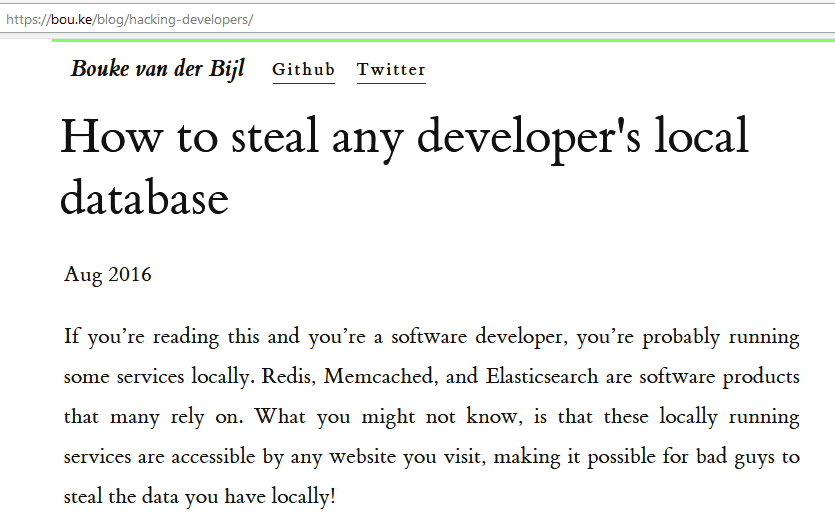 https://bou.ke/blog/hacking-developers/
Bouke van der Bijl Github Twitter
How to steal any developer's local
database
Aug 2016
If you’re reading this and you’re a software developer, you’re probably running
some services locally. Redis, Memcached, and Elasticsearch are software products
that many rely on. What you might not know, is that these locally running
services are accessible by any website you visit, making it possible for bad guys to
steal the data you have locally!